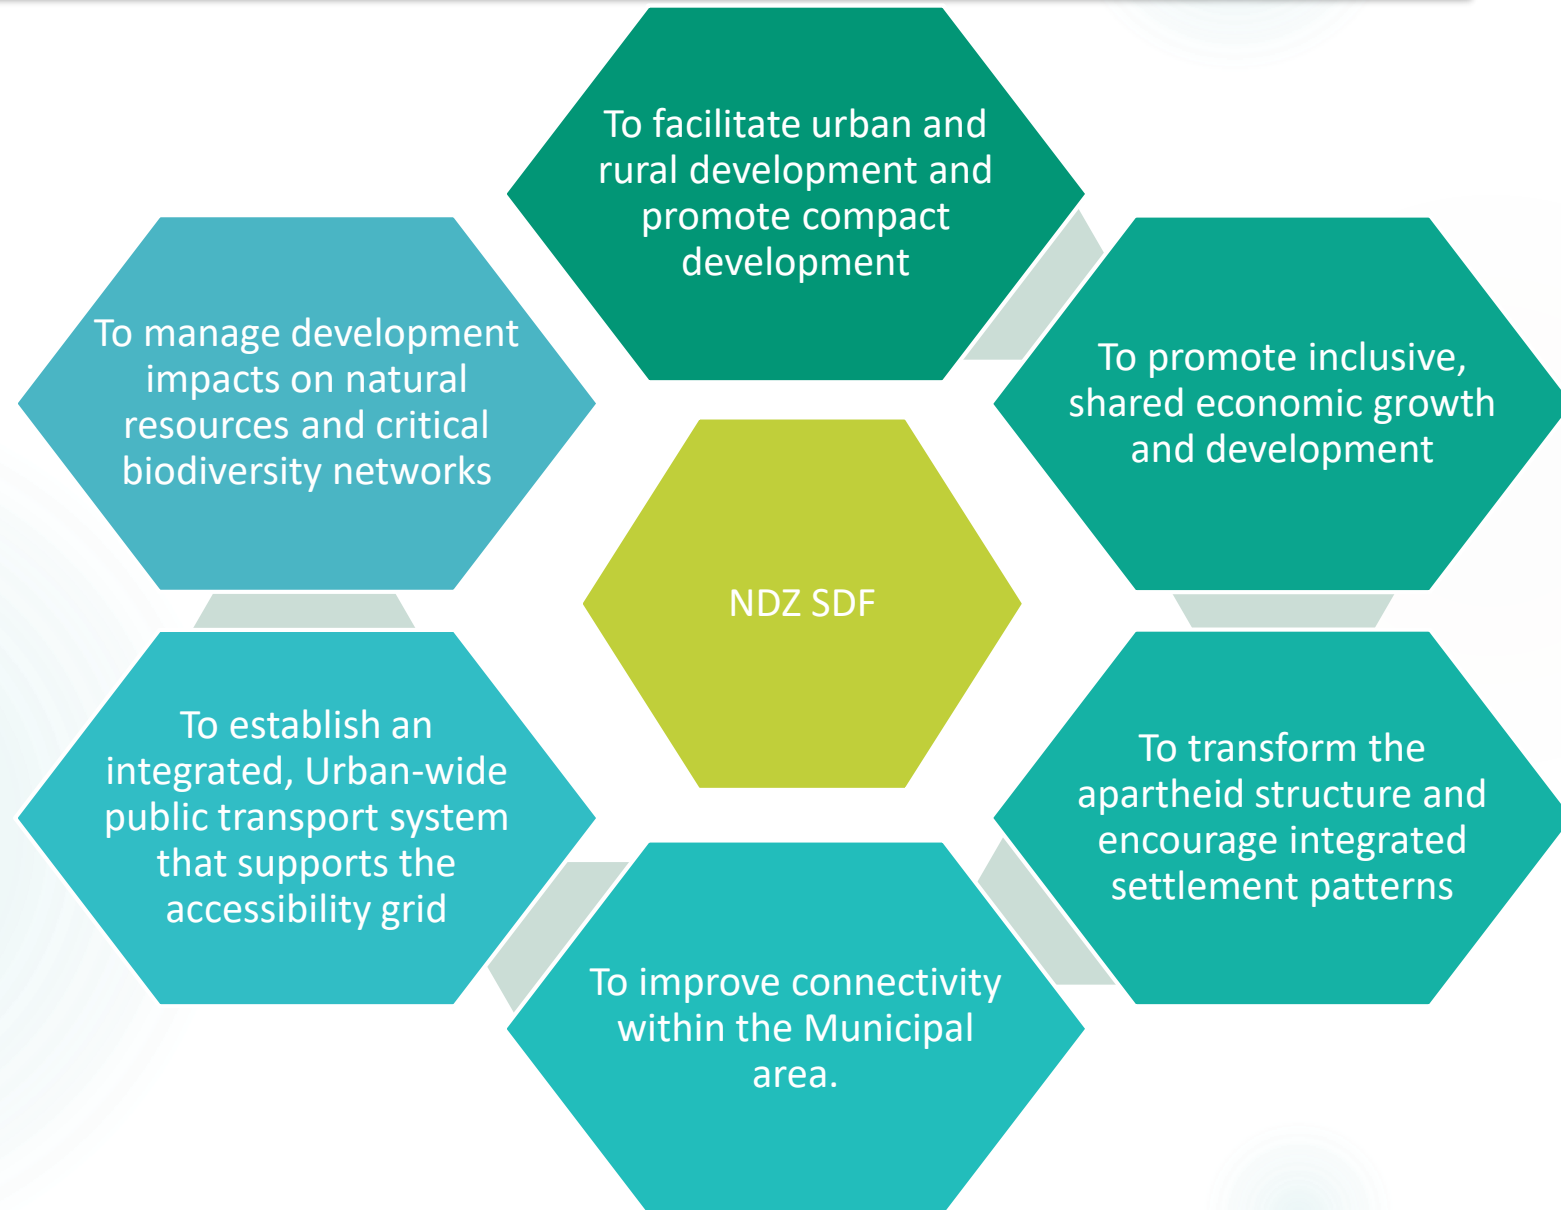 To facilitate urban and
rural development and
promote compact
development
To promote inclusive,
shared economic growth
and development
To transform the
apartheid structure and
encourage integrated
settlement patterns
To improve connectivity
within the Municipal
area.
To establish an
integrated, Urban-wide
public transport system
that supports the
accessibility grid
To manage development
impacts on natural
resources and critical
biodiversity networks
NDZ SDF